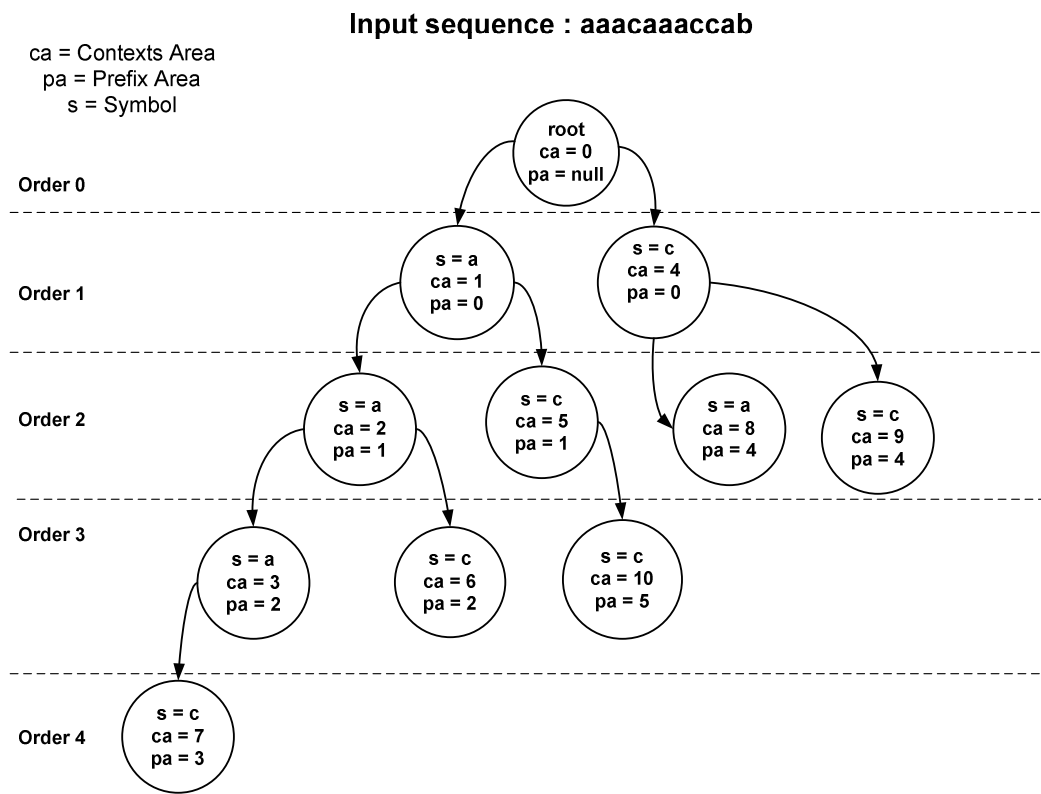 Input sequence : aaacaaaccab
ca = Contexts Area
pa = Prefix Area
s = Symbol
root
ca = 0
pa = null
Order 0
s = a
ca = 1
pa = 0
s = c
ca = 4
pa = 0
Order 1
s = a
ca = 2
pa = 1
s = c
ca = 5
pa = 1
s = a
ca = 8
pa = 4
s = c
ca = 9
pa = 4
Order 2
Order 3
s = a
ca = 3
pa = 2
s = c
ca = 6
pa = 2
s = c
ca = 10
pa = 5
s = c
ca = 7
pa = 3
Order 4